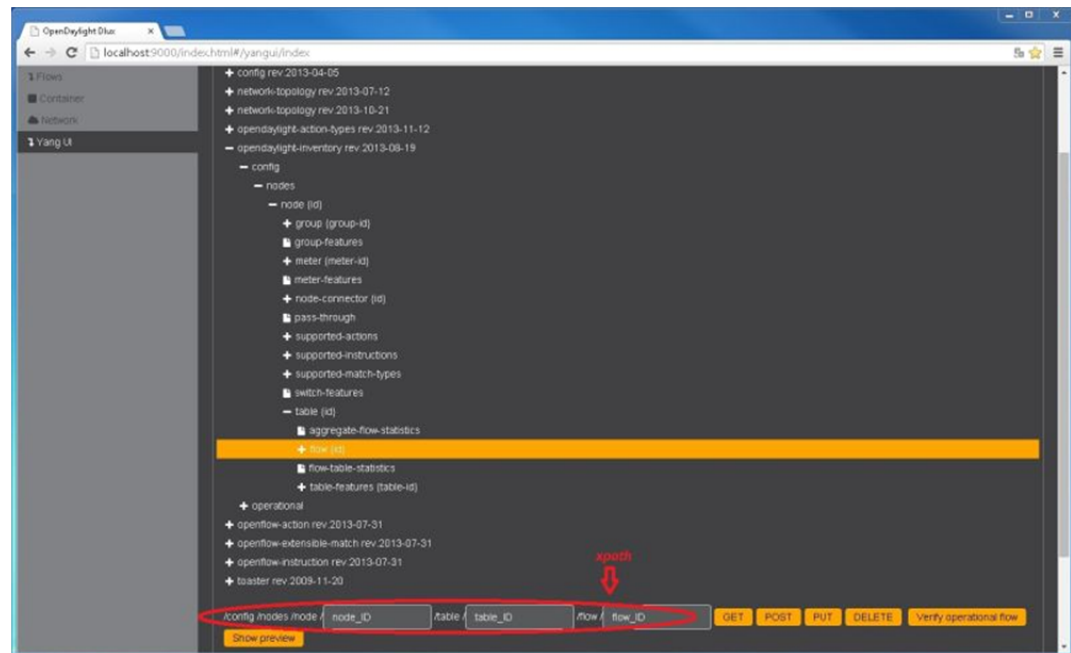 OpenDaylight Dlux
localhost:9000/index.html#/yangui/index
Flows
Container
Network
Yang UI
config rev.2013-04-05
network-topology rev.2013-07-12
network-topology rev.2013-10-21
opendaylight-action-types rev.2013-11-12
opendaylight-inventory rev.2013-08-19
config
nodes
node (id)
group (group-id)
group-features
meter (meter-id)
meter-features
node-connector (id)
pass-through
supported-actions
supported-instructions
supported-match-types
switch-features
table (id)
aggregate-flow-statistics
flow (id)
flow-table-statistics
table-features (table-id)
operational
openflow-action rev.2013-07-31
openflow-extensible-match rev.2013-07-31
openflow-instruction rev.2013-07-31
toaster rev.2009-11-20
xpath
/config /nodes /node / node_ID /table / table_ID /flow / flow_ID GET POST PUT DELETE Verify operational flow
Show preview